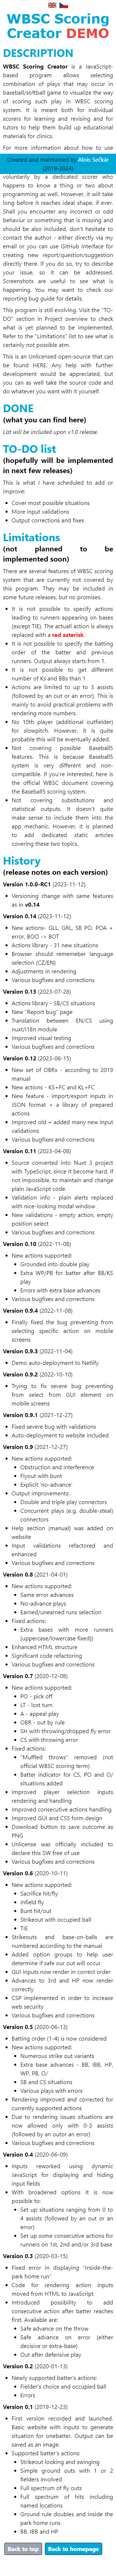 WBSC Scoring
Creator DEMO
DESCRIPTION
WBSC Scoring Creator is a JavaScript-
based program allowing selection
combination of plays that may occur in
baseball/softball game to visualize the way
of scoring such play in WBSC scoring
system. It is meant both for individual
users for learning and revising and for
tutors to help them build up educational
materials for clinics.
For more information about how to use
Created and maintained by Alois Sečkár
(2019-2024)
voluntarily by a dedicated scorer who
happens to know a thing or two about
programming as well. However, it will take
long long before it will be bug-free, if ever.
Shall you encounter any incorrect or odd
behavior or something that is missing and
should be also included, don't hesitate to
contact the author - either directly via my
email or you can use GitHub interface for
creating new report/question/suggestion
entries there. If you do so, try to describe
your issue, so it can be addressed.
Screenshots are useful to see what is
happening. You may want to check out our
reporting bug guide for details.
This program is still evolving. Visit the "TO-
DO" section in Project overview to check
what is yet planned to be implemented.
Refer to the "Limitations" sect to see what
is certainly not possible atm.
This is an Unlicensed opensource that can
be found HERE. Any help with further
development would be appreciated. Or
you can as well take the source code and
do whatever you want with it yourself.
DONE
(what you can find here)
List will be included upon v1.0 release.
TO-DO list
(hopefully will be implemented
in next few releases)
This is what I have scheduled to add or
improve:
Cover most possible situations
More input validations
Output corrections and fixes
Limitations
(not planned to be
implemented soon)
There are several features of WBSC scoring
system that are not covered by
this program. They may be included in
some future releases, but no promises.
It is not possible to specify actions
leading to runners appearing on bases
(except TIE). The actuall action is always
replaced with a red asterisk.
It is not possible to specify the batting
order of the batter and previous
runners. Output always starts from 1.
It is not possible to get different
number of Ks and BBs than 1
Actions are limited to up to 3 assists
(followed by an out or an error). This is
mainly to avoid practical problems with
rendering more numbers.
No 10th player (additional outfielder)
for slowpitch. However, it is quite
probable this will be eventually added.
Not covering possible Baseball5
features. This is because Baseball5
system is very different and non-
compatible. If you're interested, here is
the official WBSC document covering
the Baseball5 scoring system.
Not covering substitutions and
statistical outputs. It doesn't quite
make sense to include them into the
app mechanic. However, it is planned
to add dedicated static articles
covering these two topics.
History
(release notes on each version)
Version 1.0.0-RC1 (2023-11-12)
Versioning change with same features
as in v0.14
Version 0.14 (2023-11-12)
New actions- GLL, GRL, SB PO, POA +
error, BOO -> BOT
Actions library - 31 new situations
Browser should rememeber language
selection (CZ/EN)
Adjustments in rendering
Various bugfixes and corrections
Version 0.13 (2023-07-28)
Actions library - SB/CS situations
New "Report bug" page
Translation between EN/CS using
nuxt/i18n module
Improved visual testing
Various bugfixes and corrections
Version 0.12 (2023-06-15)
New set of OBRs - according to 2019
manual
New actions - KS+FC and KL+FC
New feature - import/export inputs in
JSON format + a library of prepared
actions
Improved old + added many new input
validations
Various bugfixes and corrections
Version 0.11 (2023-04-08)
Source converted into Nuxt 3 project
with TypeScript, since it become hard, if
not impossible, to maintain and change
plain JavaScript code.
Validation info - plain alerts replaced
with nice-looking modal window
New validations - empty action, empty
position select
Various bugfixes and corrections
Version 0.10 (2022-11-08)
New actions supported:
Grounded into double play
Extra WP/PB for batter after BB/KS
play
Errors with extra base advances
Various bugfixes and corrections
Version 0.9.4 (2022-11-08)
Finally fixed the bug preventing from
selecting specific action on mobile
screens
Version 0.9.3 (2022-11-04)
Demo auto-deployment to Netlify
Version 0.9.2 (2022-10-10)
Trying to fix severe bug preventing
from select from GUI element on
mobile screens
Version 0.9.1 (2021-12-27)
Fixed severe bug with validations
Auto-deployment to website included
Version 0.9 (2021-12-27)
New actions supported:
Obstruction and interference
Flyout with bunt
Explicit 'no-advance'
Output improvements:
Double and triple play connectors
Concurrent plays (e.g. double-steal)
connectors
Help section (manual) was added on
website
Input validations refactored and
enhanced
Various bugfixes and corrections
Version 0.8 (2021-04-01)
New actions supported:
Same error advances
No-advance plays
Earned/unearned runs selection
Fixed actions:
Extra bases with more runners
(uppercase/lowercase fixed))
Enhanced HTML structure
Significant code refactoring
Various bugfixes and corrections
Version 0.7 (2020-12-08)
New actions supported:
PO - pick off
LT - lost turn
A - appeal play
OBR - out by rule
SH with throwing/dropped fly error
CS with throwing error
Fixed actions:
"Muffled throws" removed (not
official WBSC scoring term)
Batter indicator for CS, PO and O/
situations added
Improved player selection inputs
rendering and handling
Improved consecutive actions handling
Improved GUI and CSS form design
Download button to save outcome as
PNG
Unlicense was officially included to
declare this SW free of use
Various bugfixes and corrections
Version 0.6 (2020-10-11)
New actions supported:
Sacrifice hit/fly
Infield fly
Bunt hit/out
Strikeout with occupied ball
TIE
Strikeouts and base-on-balls are
numbered according to the manual
Added option groups to help user
determine if safe our out will occur
GUI inputs now render in correct order
Advances to 3rd and HP now render
correctly
CSP implemented in order to increase
web security
Various bugfixes and corrections
Version 0.5 (2020-06-13)
Batting order (1-4) is now considered
New actions supported:
Numerous strike out variants
Extra base advances - BB, IBB, HP,
WP, PB, O/
SB and CS situations
Various plays with errors
Rendering improved and corrected for
currently supported actions
Due to rendering issues situations are
now allowed only with 0-3 assists
(followed by an outor an error)
Various bugfixes and corrections
Version 0.4 (2020-06-09)
Inputs reworked using dynamic
JavaScript for displaying and hiding
input fields
With broadened options it is now
possible to:
Set up situations ranging from 0 to
4 assists (followed by an out or an
error)
Set up some consecutive actions for
runners on 1st, 2nd and/or 3rd base
Version 0.3 (2020-03-15)
Fixed error in displaying "Inside-the-
park home run"
Code for rendering action inputs
moved from HTML to JavaScript
Introduced possibility to add
consecutive action after batter reaches
first. Available are:
Safe advance on the throw
Safe advance on error (either
decisive or extra-base)
Out after defensive play
Version 0.2 (2020-01-13)
Newly supported batter's actions:
Fielder's choice and occupied ball
Errors
Version 0.1 (2019-12-23)
First version recorded and launched.
Basic website with inputs to generate
situation for onebatter. Output can be
saved as an image.
Supported batter's actions:
Strikeout looking and swinging
Simple ground outs with 1 or 2
fielders involved
Full spectrum of fly outs
Full spectrum of hits including
named locations
Ground rule doubles and inside the
park home runs
BB, IBB and HP
Back to top
Back to homepage